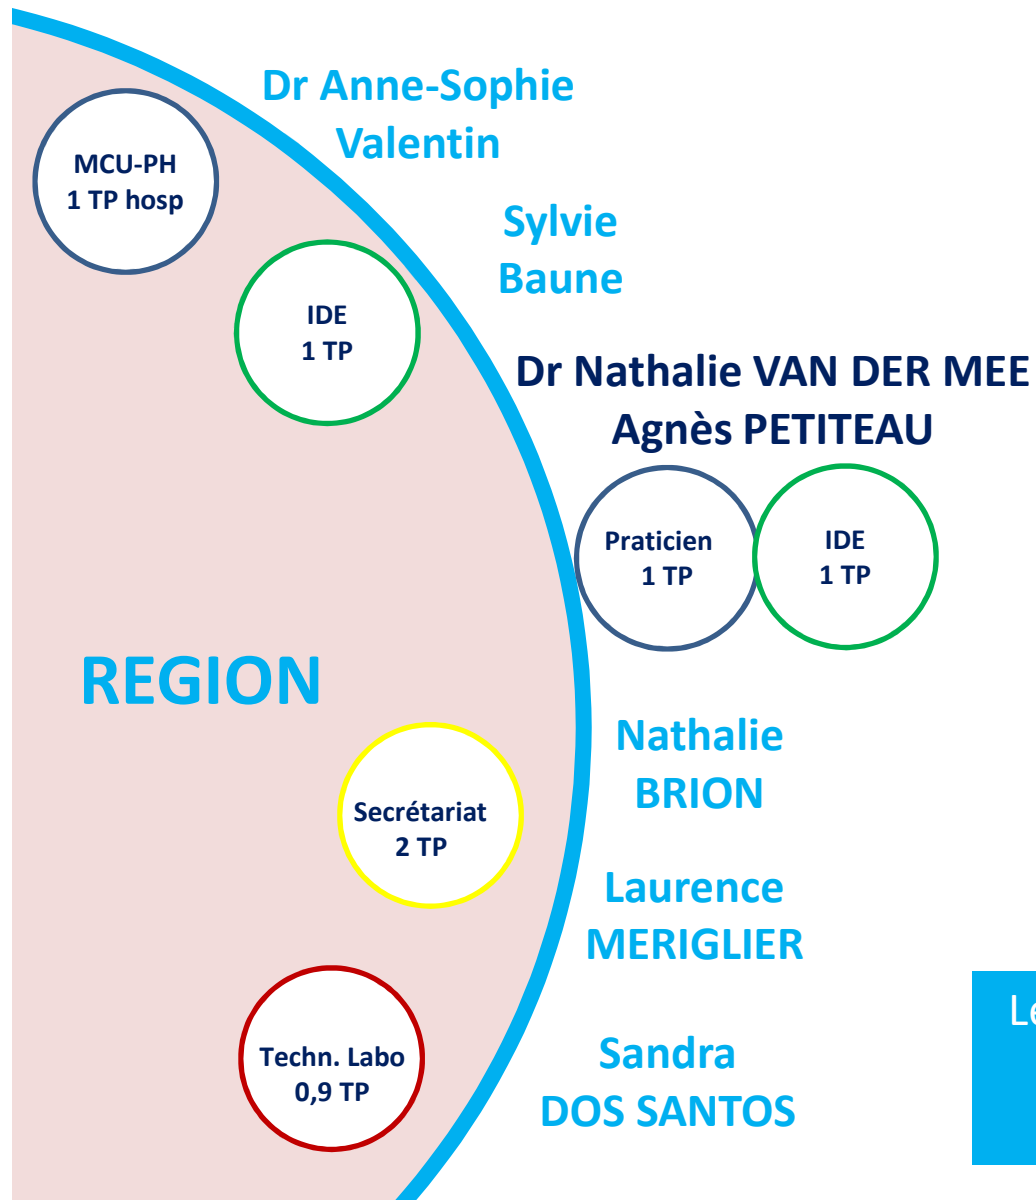 Dr Anne-Sophie
Valentin
MCU-PH
1 TP hosp
Sylvie
Baune
IDE
1 TP
Dr Nathalie VAN DER MEE
Agnès PETITEAU
Praticien
1 TP
IDE
1 TP
REGION
Nathalie
BRION
Secrétariat
2 TP
Laurence
MERIGLIER
Techn. Labo
0,9 TP
Sandra
DOS SANTOS
Le